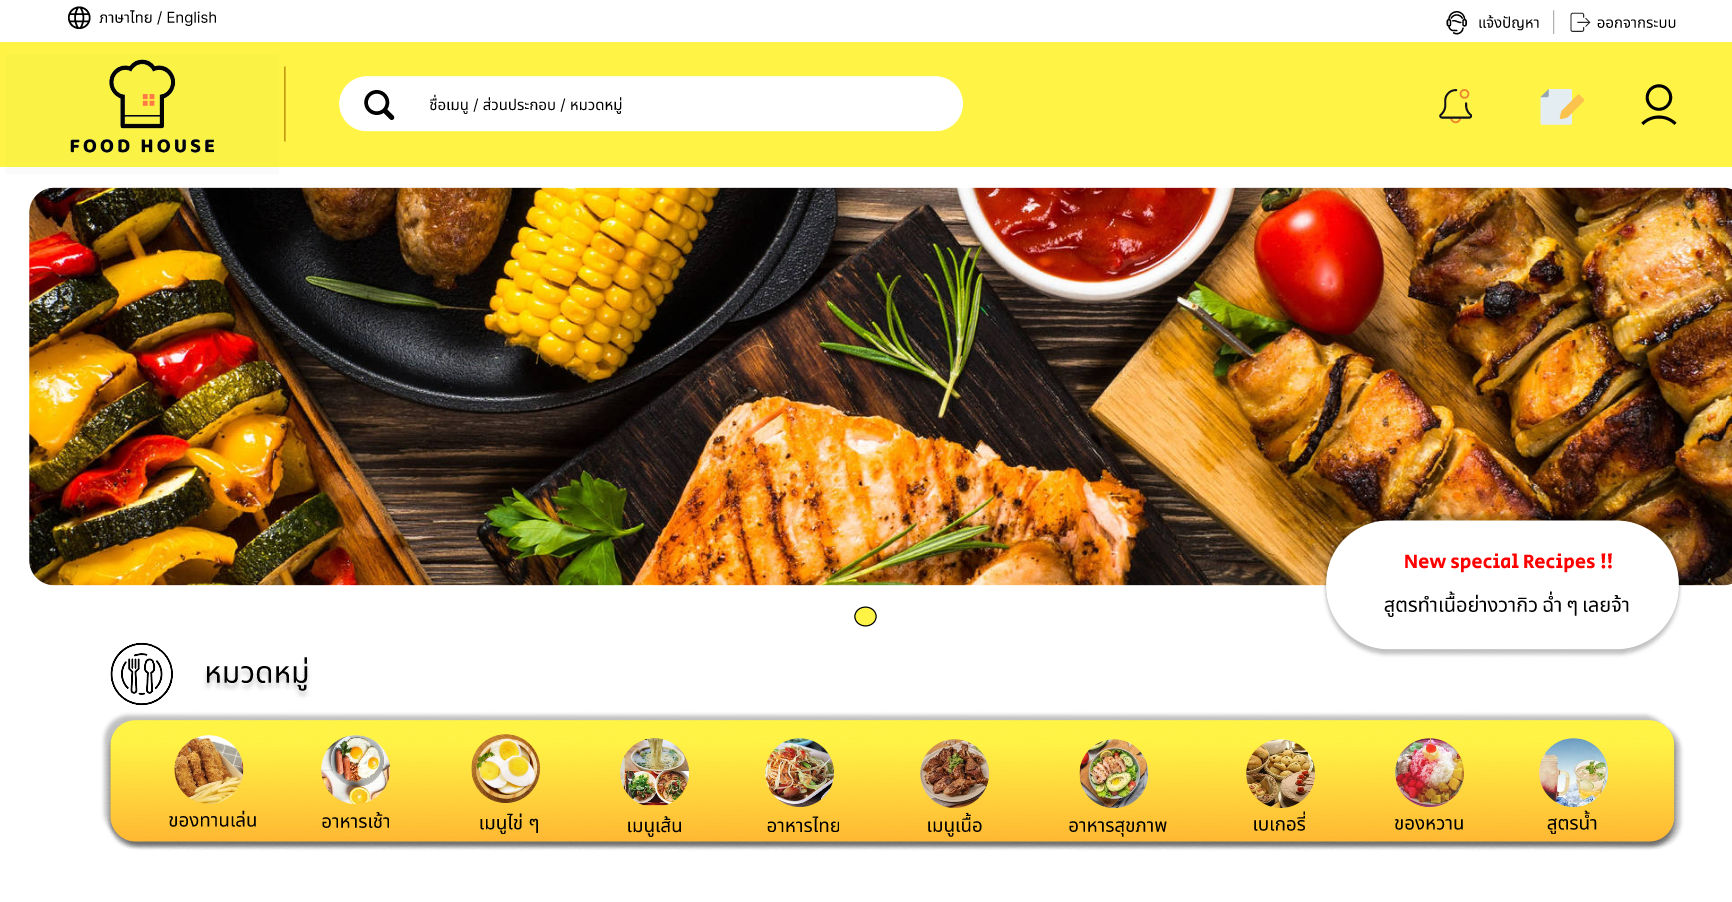 ภาษาไทย / English
แจ้งปัญหา
ออกจากระบบ
FOOD HOUSE
ชื่อเมนู / ส่วนประกอบ / หมวดหมู่
New special Recipes !!
สูตรทำเนื้อย่างวากิว ฉ่ำ ๆ เลยจ้า
หมวดหมู่
ของทานเล่น
อาหารเช้า
เมนูไข่ ๆ
เมนูเส้น
อาหารไทย
เมนูเนื้อ
อาหารสุขภาพ
เบเกอรี่
ของหวาน
สูตรน้ำ